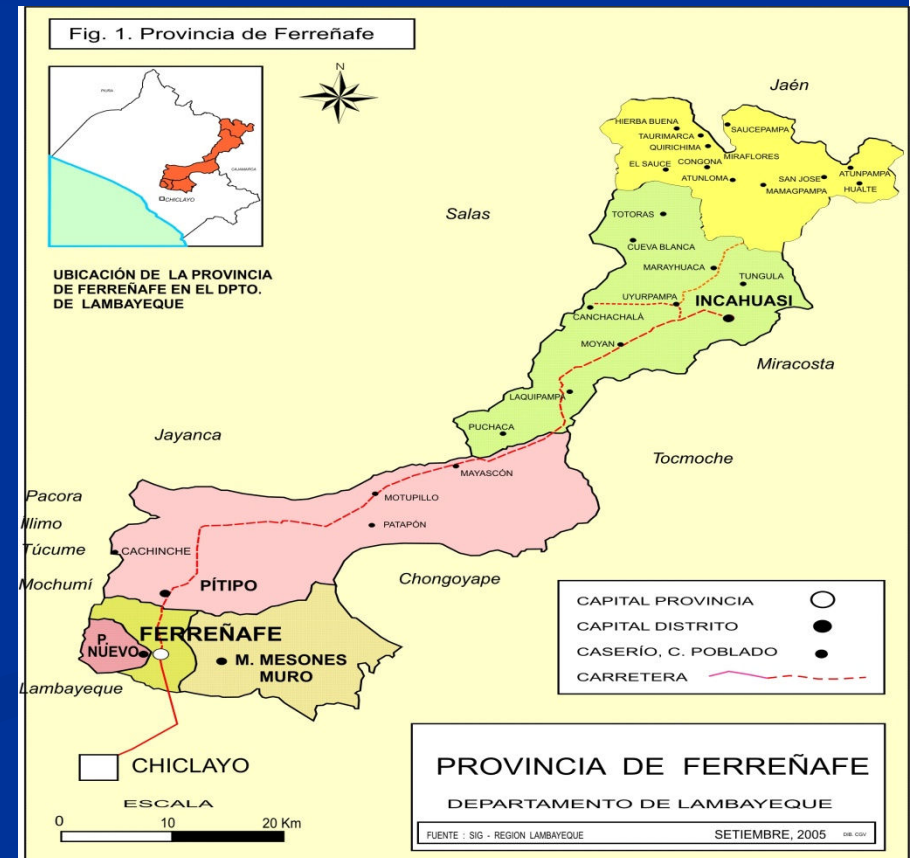 Fig. 1. Provincia de Ferreñafe
N
PIURA
CAJAMARCA
CHICLAYO
UBICACIÓN DE LA PROVINCIA
DE FERREÑAFE EN EL DPTO.
DE LAMBAYEQUE
Jaén
HIERBA BUENA
SAUCEPAMPA
TAURIMARCA
QUIRICHIMA
MIRAFLORES
EL SAUCE
CONGONA
ATUNPAMPA
ATUNLOMA
SAN JOSE
MAMAGPAMPA
HUALTE
Salas
TOTORAS
CUEVA BLANCA
MARAYHUACA
TUNGULA
UYURPAMPA
INCAHUASI
CANCHACHALÀ
MOYAN
Miracosta
LAQUIPAMPA
PUCHACA
Jayanca
Tocmoche
MAYASCÓN
Pacora
MOTUPILLO
Íllimo
PATAPÓN
Túcume
CACHINCHE
Mochumí
PÍTIPO
Chongoyape
FERREÑAFE
P.
NUEVO
M. MESONES
MURO
Lambayeque
CAPITAL PROVINCIA
CAPITAL DISTRITO
CASERÍO, C. POBLADO
CARRETERA
CHICLAYO
ESCALA
0 10 20 Km
PROVINCIA DE FERREÑAFE
DEPARTAMENTO DE LAMBAYEQUE
FUENTE : SIG - REGION LAMBAYEQUE
SETIEMBRE, 2005
DIB. CGV